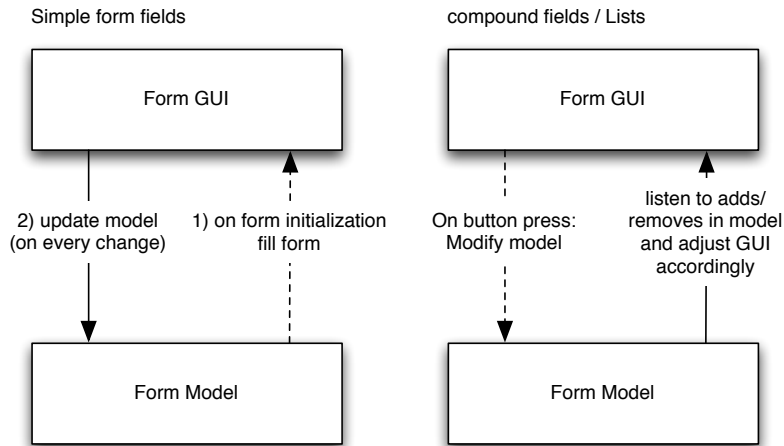 Simple form fields
Form GUI
2) update model
(on every change)
1) on form initialization
fill form
Form Model
compound fields / Lists
Form GUI
On button press:
Modify model
listen to adds/
removes in model
and adjust GUI
accordingly
Form Model